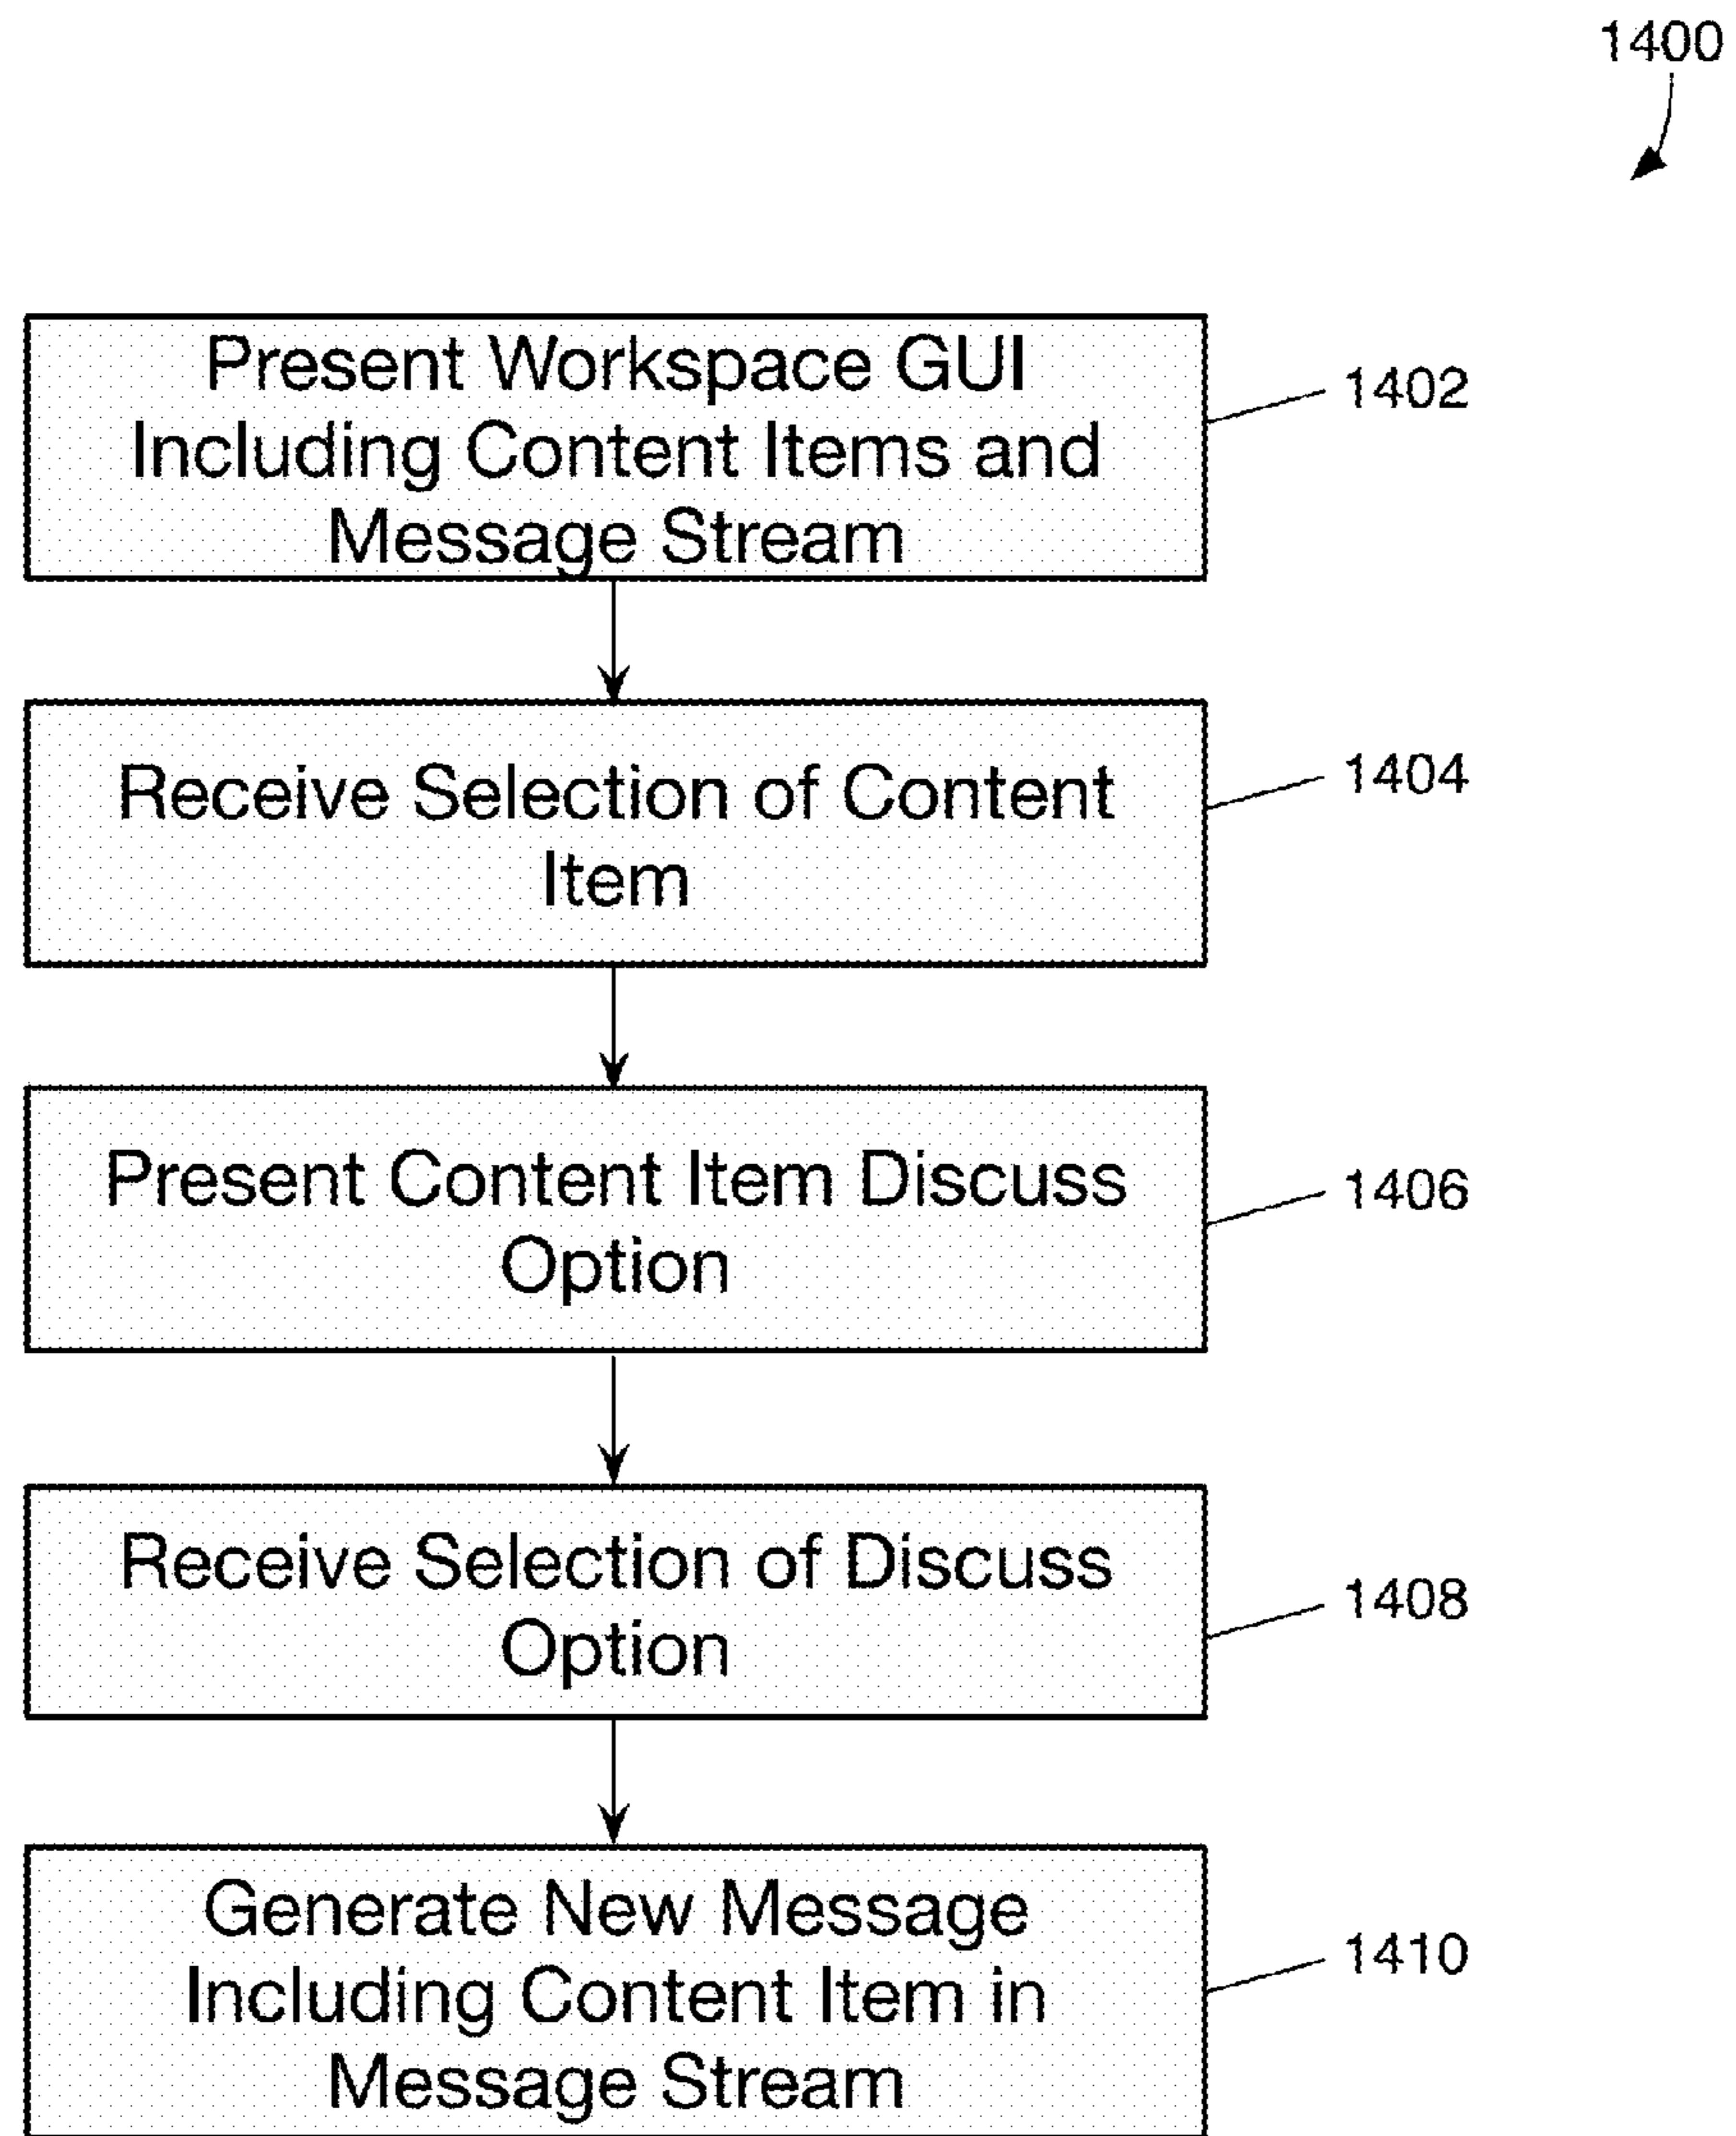 1400
Present Workspace GUI
Including Content Items and
Message Stream
1402
Receive Selection of Content
Item
1404
Present Content Item Discuss
Option
1406
Receive Selection of Discuss
Option
1408
Generate New Message
Including Content Item in
Message Stream
1410